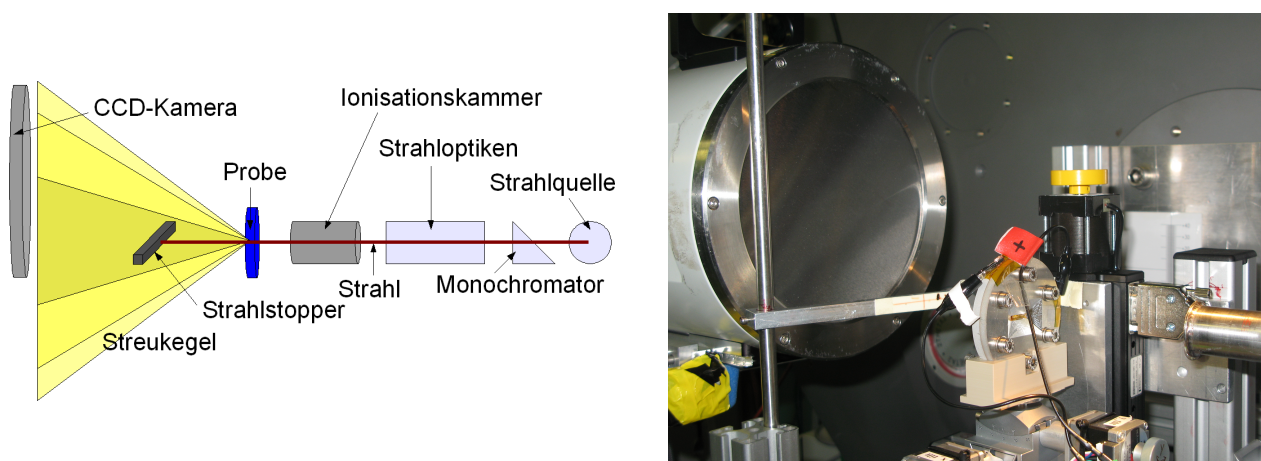 CCD-Kamera
Ionisationskammer
Strahloptiken
Probe
Strahlquelle
Strahl
Monochromator
Strahlstopper
Streukegel
+